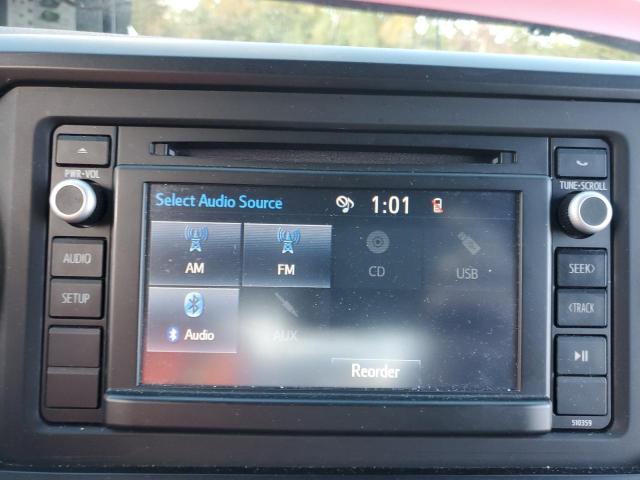 PWR•VOL
TUNE•SCROLL
Select Audio Source 1:01
AM FM CD USB
AUDIO
SEEK>
SETUP
<TRACK
Audio AUX
Reorder
510359